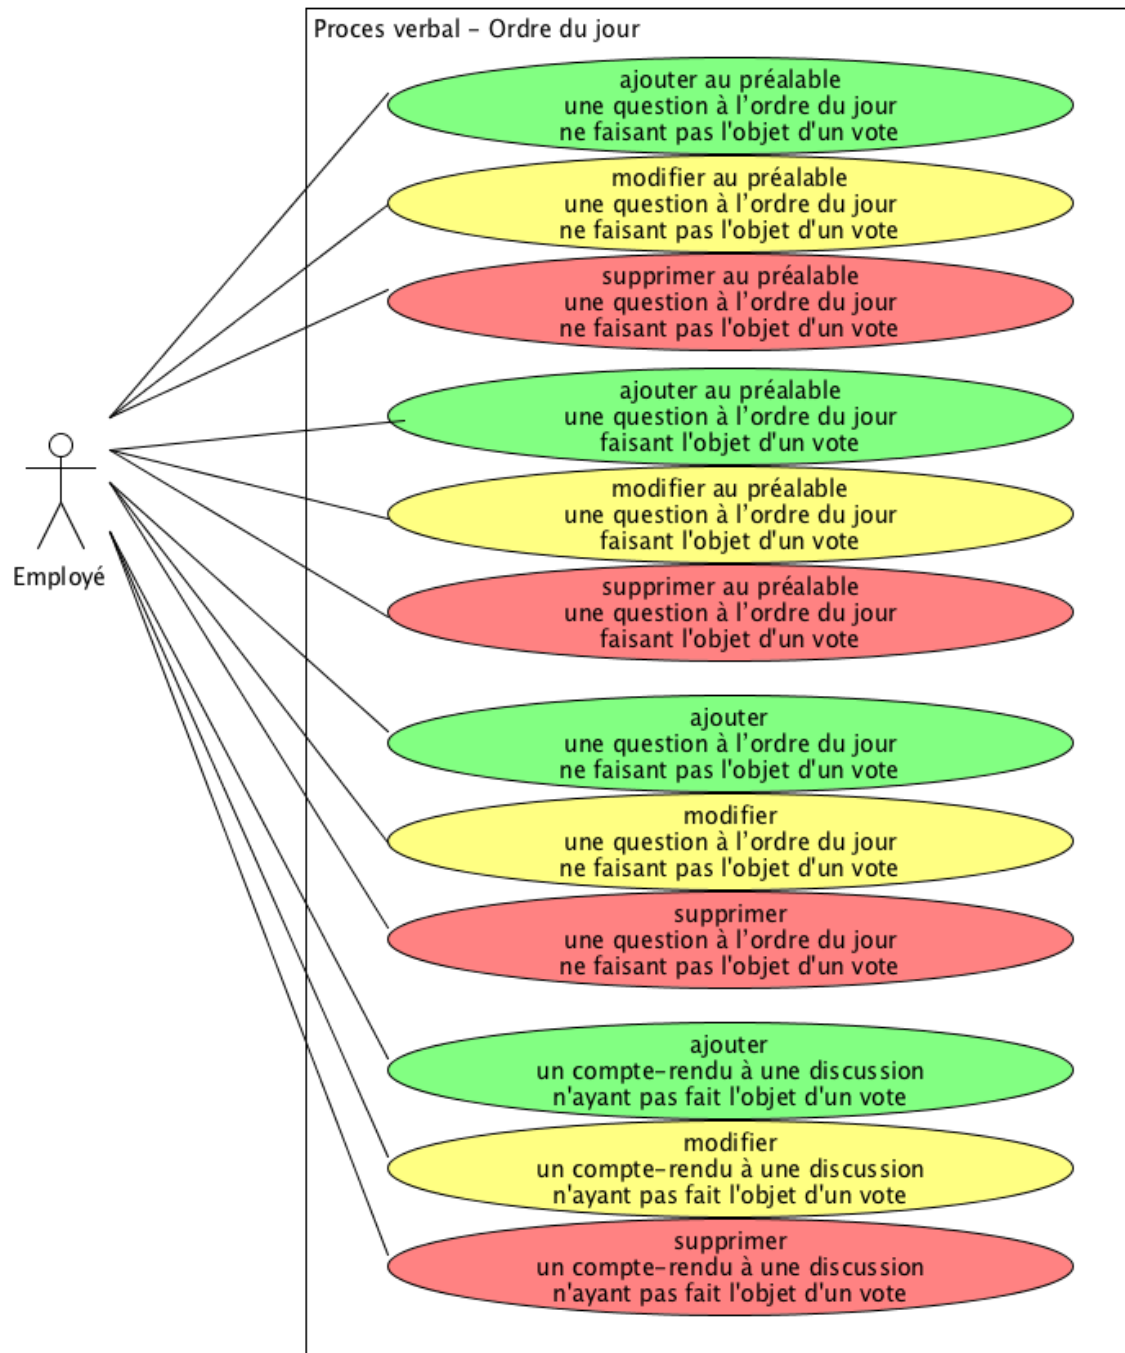 Proces verbal – Ordre du jour
ajouter au préalable
une question à l’ordre du jour
ne faisant pas l'objet d'un vote
modifier au préalable
une question à l’ordre du jour
ne faisant pas l'objet d'un vote
supprimer au préalable
une question à l’ordre du jour
ne faisant pas l'objet d'un vote
ajouter au préalable
une question à l’ordre du jour
faisant l'objet d'un vote
modifier au préalable
une question à l’ordre du jour
faisant l'objet d'un vote
Employé
supprimer au préalable
une question à l’ordre du jour
faisant l'objet d'un vote
ajouter
une question à l’ordre du jour
ne faisant pas l'objet d'un vote
modifier
une question à l’ordre du jour
ne faisant pas l'objet d'un vote
supprimer
une question à l’ordre du jour
ne faisant pas l'objet d'un vote
ajouter
un compte–rendu à une discussion
n'ayant pas fait l'objet d'un vote
modifier
un compte–rendu à une discussion
n'ayant pas fait l'objet d'un vote
supprimer
un compte–rendu à une discussion
n'ayant pas fait l'objet d'un vote